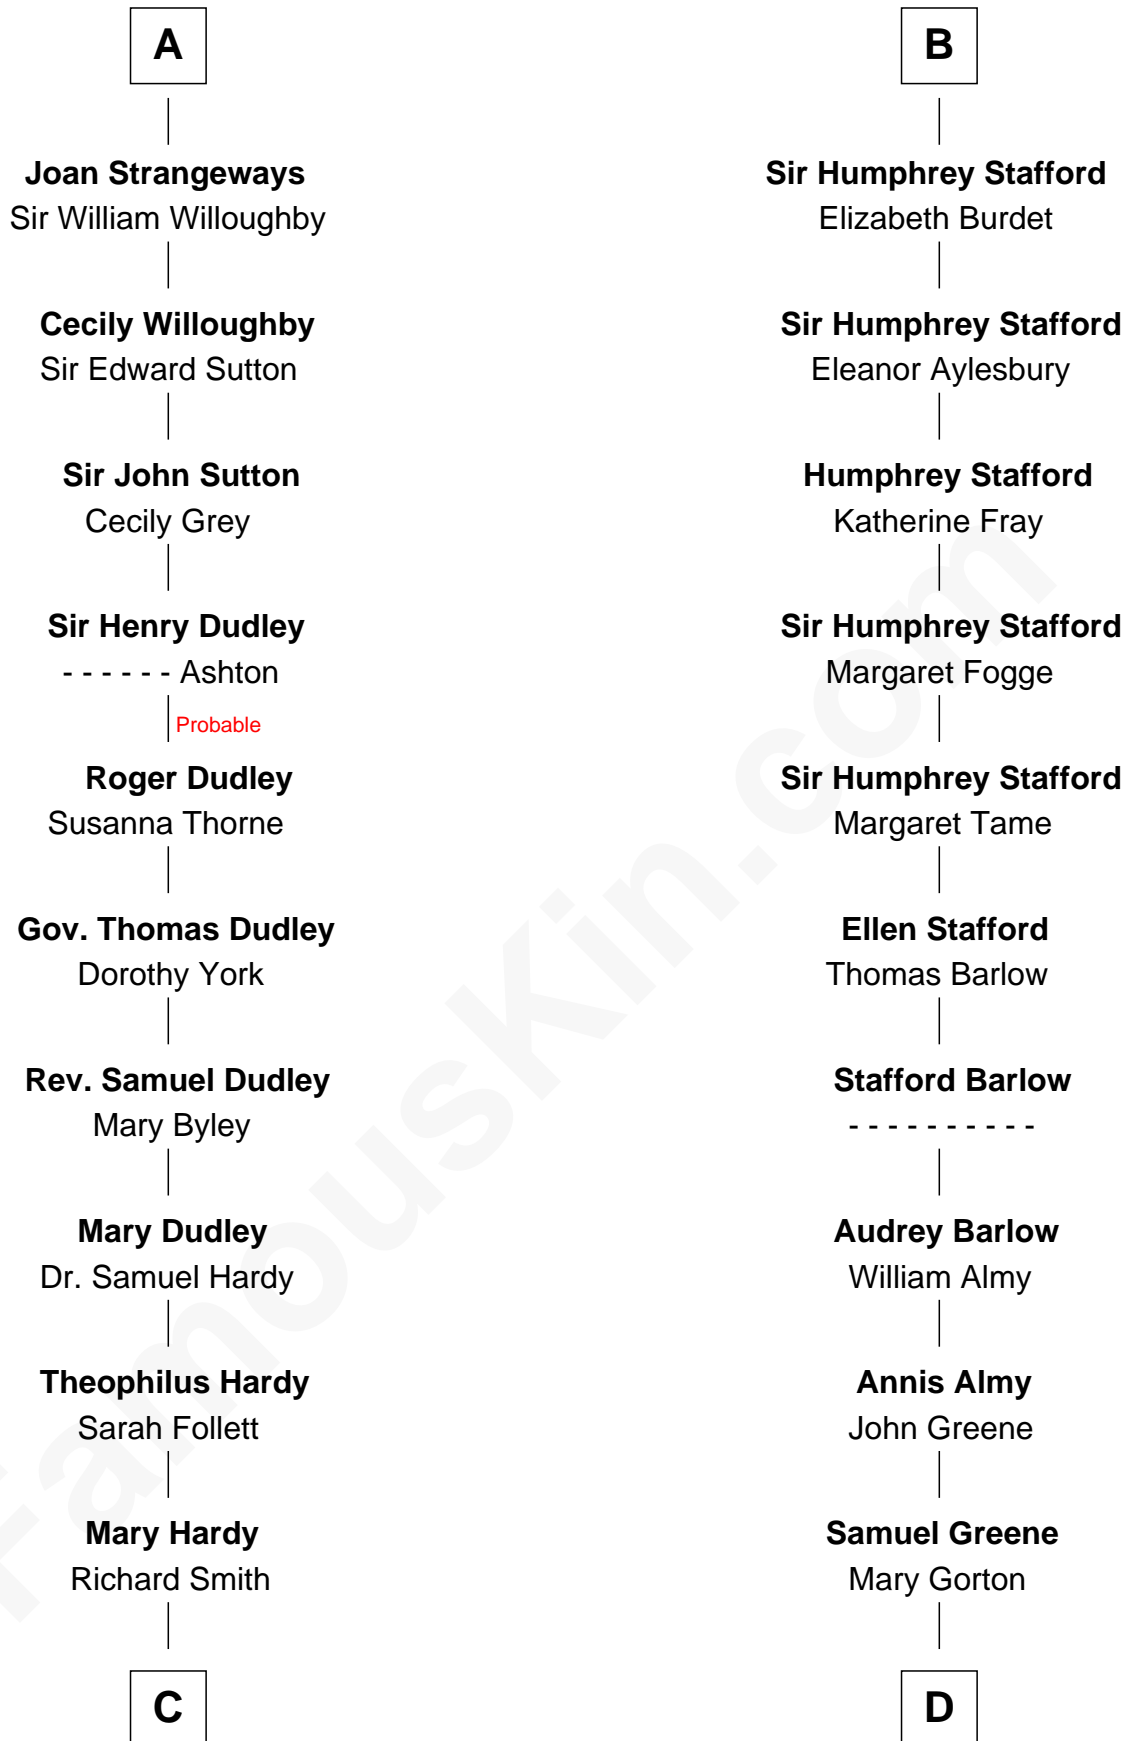 A
Joan Strangeways
Sir William Willoughby
Cecily Willoughby
Sir Edward Sutton
Sir John Sutton
Cecily Grey
Sir Henry Dudley
- - - - - - Ashton
Probable
Roger Dudley
Susanna Thorne
Gov. Thomas Dudley
Dorothy York
Rev. Samuel Dudley
Mary Byley
Mary Dudley
Dr. Samuel Hardy
Theophilus Hardy
Sarah Follett
Mary Hardy
Richard Smith
C
B
Sir Humphrey Stafford
Elizabeth Burdet
Sir Humphrey Stafford
Eleanor Aylesbury
Humphrey Stafford
Katherine Fray
Sir Humphrey Stafford
Margaret Fogge
Sir Humphrey Stafford
Margaret Tame
Ellen Stafford
Thomas Barlow
Stafford Barlow
- - - - - - - - - -
Audrey Barlow
William Almy
Annis Almy
John Greene
Samuel Greene
Mary Gorton
D
FamousKin.com